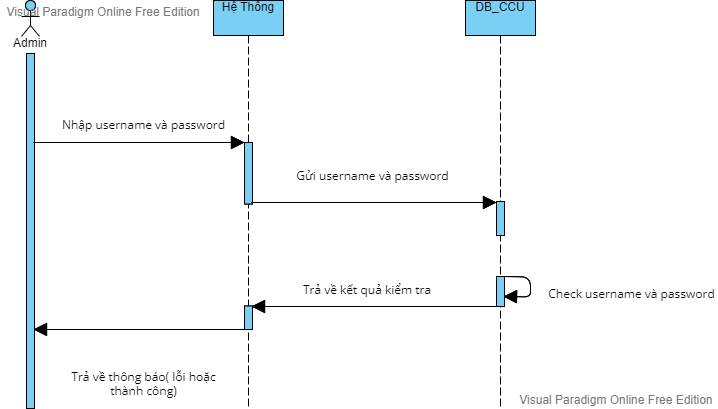 Visual Paradigm Online Free Edition
Admin
Hệ Thống
DB_CCU
Nhập username và password
Gửi username và password
Trả về kết quả kiểm tra
Check username và password
Trả về thông báo( lỗi hoặc
thành công)
Visual Paradigm Online Free Edition